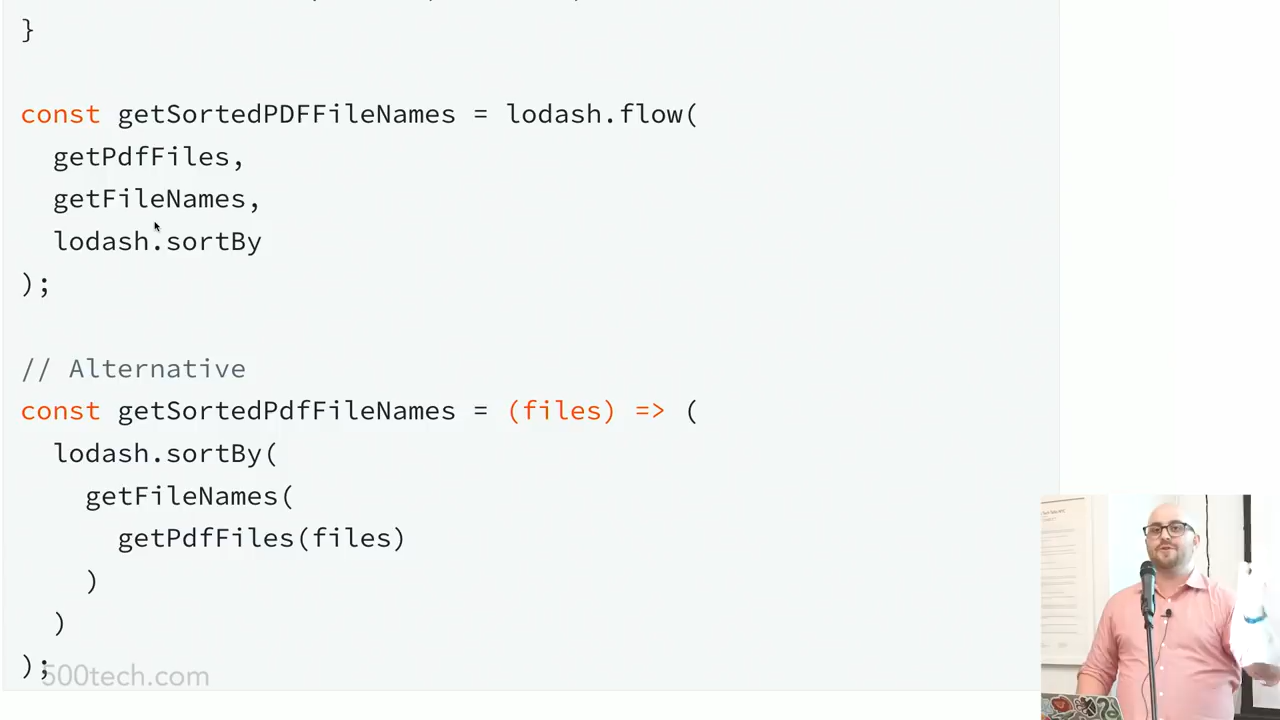 }
const getSortedPDFFileNames = lodash.flow(
getPdfFiles,
getFileNames,
lodash.sortBy
);
// Alternative
const getSortedPdfFileNames = (files) => (
lodash.sortBy(
getFileNames(
getPdfFiles(files)
)
)
);
500tech.com